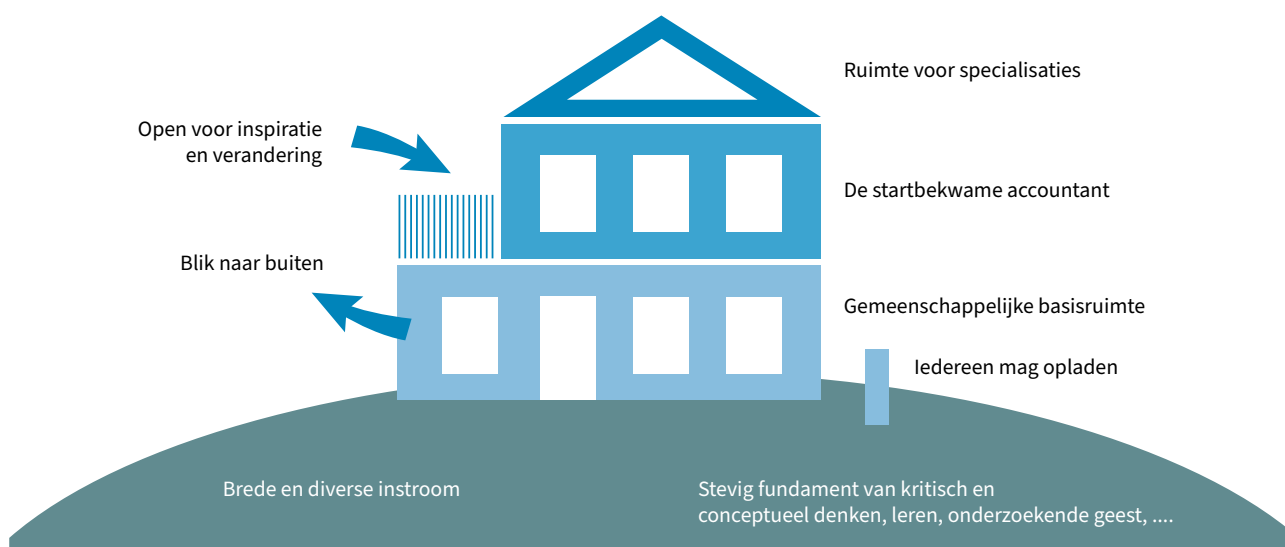 Ruimte voor specialisaties
Open voor inspiratie
en verandering
De startbekwame accountant
Blik naar buiten
Gemeenschappelijke basisruimte
Iedereen mag opladen
Brede en diverse instroom
Stevig fundament van kritisch en
conceptueel denken, leren, onderzoekende geest, ....